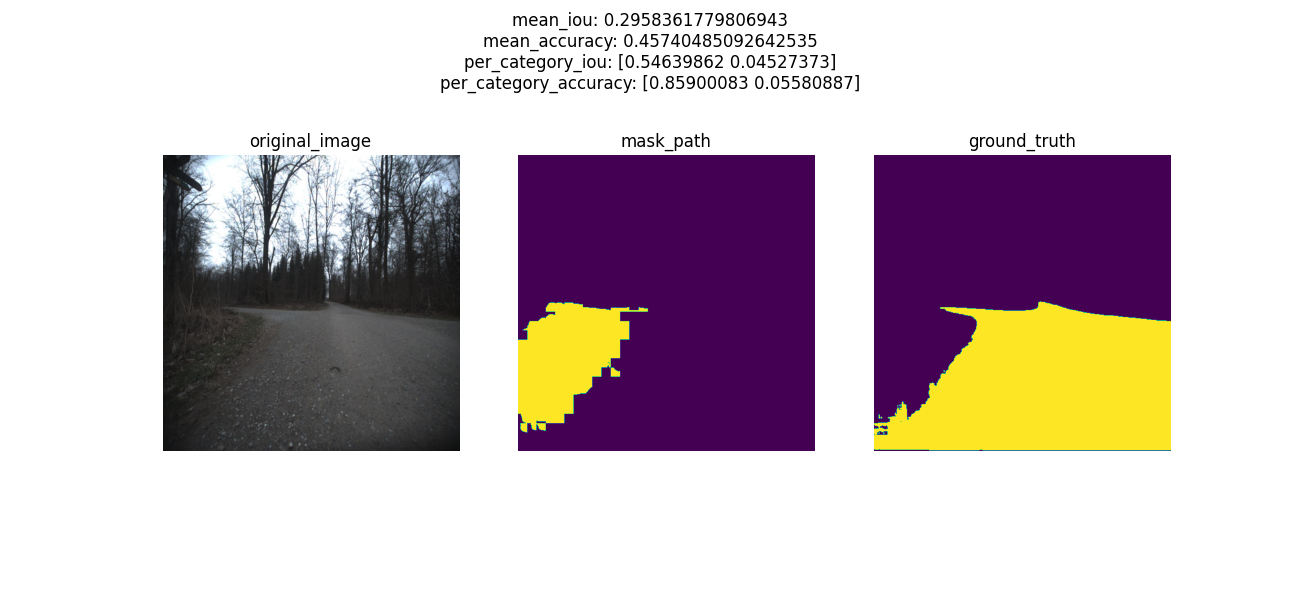 mean_iou: 0.2958361779806943
mean_accuracy: 0.45740485092642535
per_category_iou: [0.54639862 0.04527373]
per_category_accuracy: [0.85900083 0.05580887]
original_image
mask_path
ground_truth